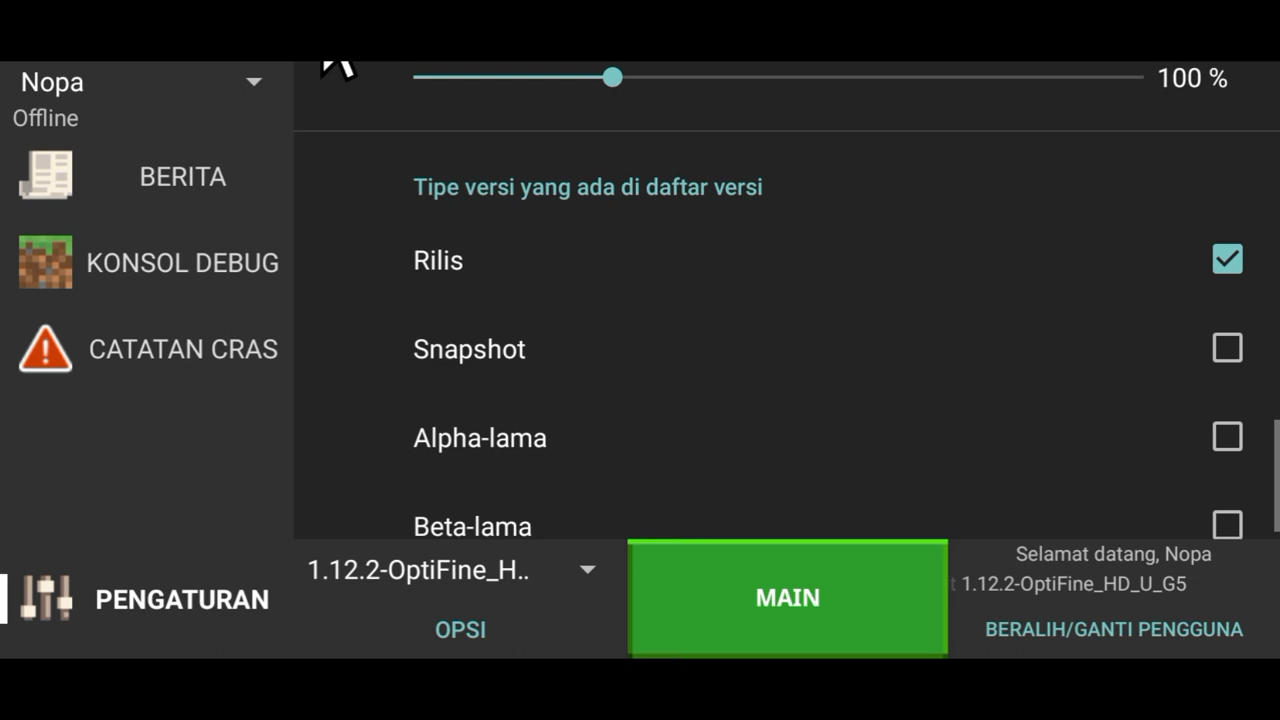 Nopa
Offline
BERITA
KONSOL DEBUG
CATATAN CRAS
PENGATURAN
100 %
Tipe versi yang ada di daftar versi
Rilis
Snapshot
Alpha-lama
Beta-lama
1.12.2-OptiFine_H..
OPSI
MAIN
Selamat datang, Nopa
t 1.12.2-OptiFine_HD_U_G5
BERALIH/GANTI PENGGUNA